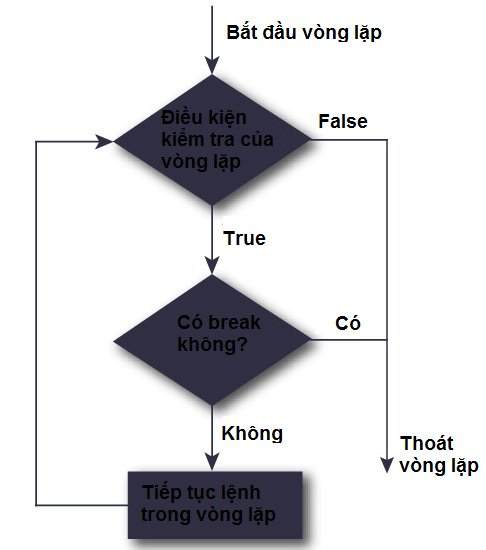 Bắt đầu vòng lặp
Điều kiện
kiểm tra của
vòng lặp
False
True
Có break
không?
Có
Không
Thoát
vòng lặp
Tiếp tục lệnh
trong vòng lặp